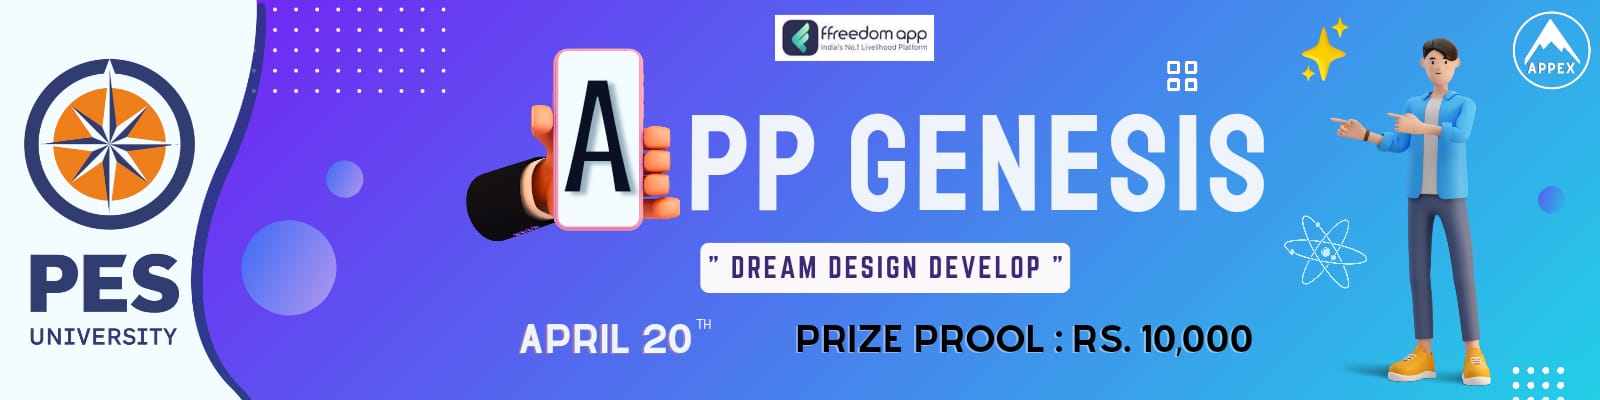 ffreedom app
India's No.1 Livelihood Platform
APPEX
APP GENESIS
" DREAM DESIGN DEVELOP "
APRIL 20TH
PRIZE PROOL : RS. 10,000
PES
UNIVERSITY